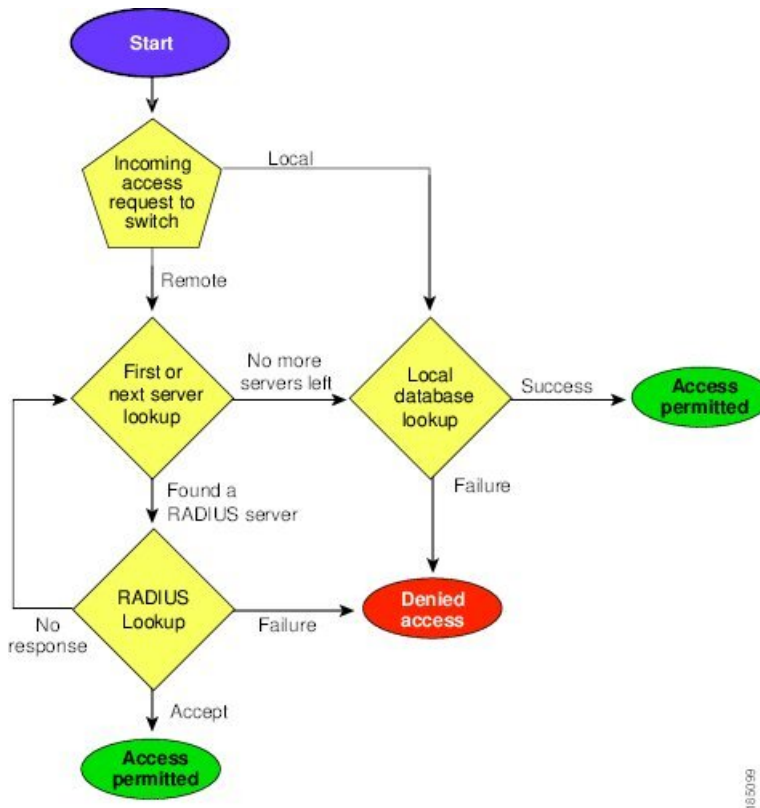 Start
Incoming
access
request to
switch
Local
Remote
First or
next server
lookup
No more
servers left
Local
database
lookup
Success
Access
permitted
Found a
RADIUS server
Failure
RADIUS
Lookup
No
response
Failure
Denied
access
Accept
Access
permitted
185099